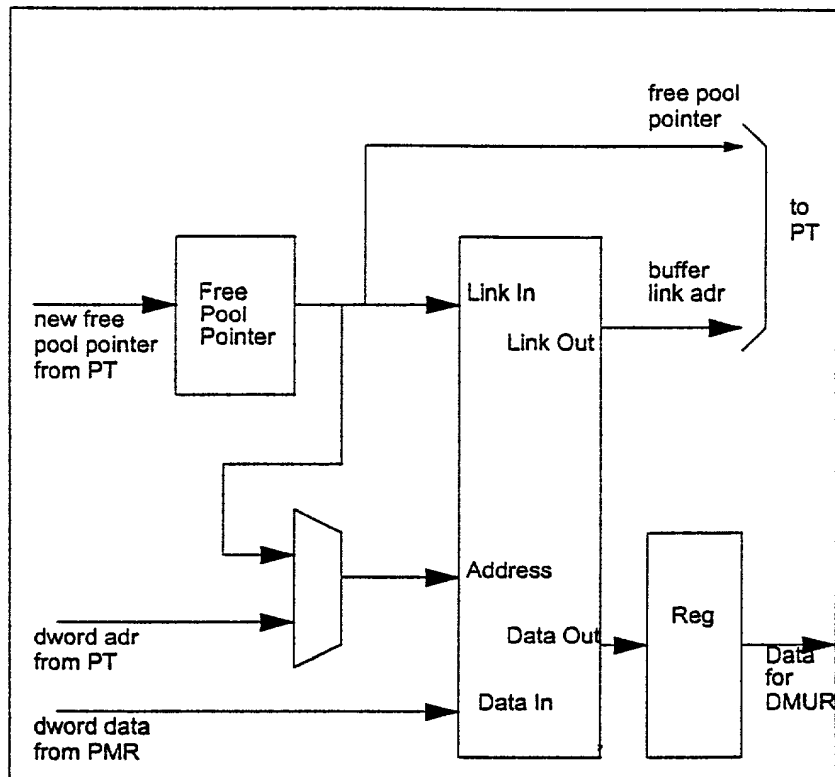 free pool
pointer
to
PT
Free
Pool
Pointer
new free
pool pointer
from PT
Link In
Link Out
buffer
link adr
Address
dword adr
from PT
Data Out
Reg
Data
for
DMUR
Data In
dword data
from PMR